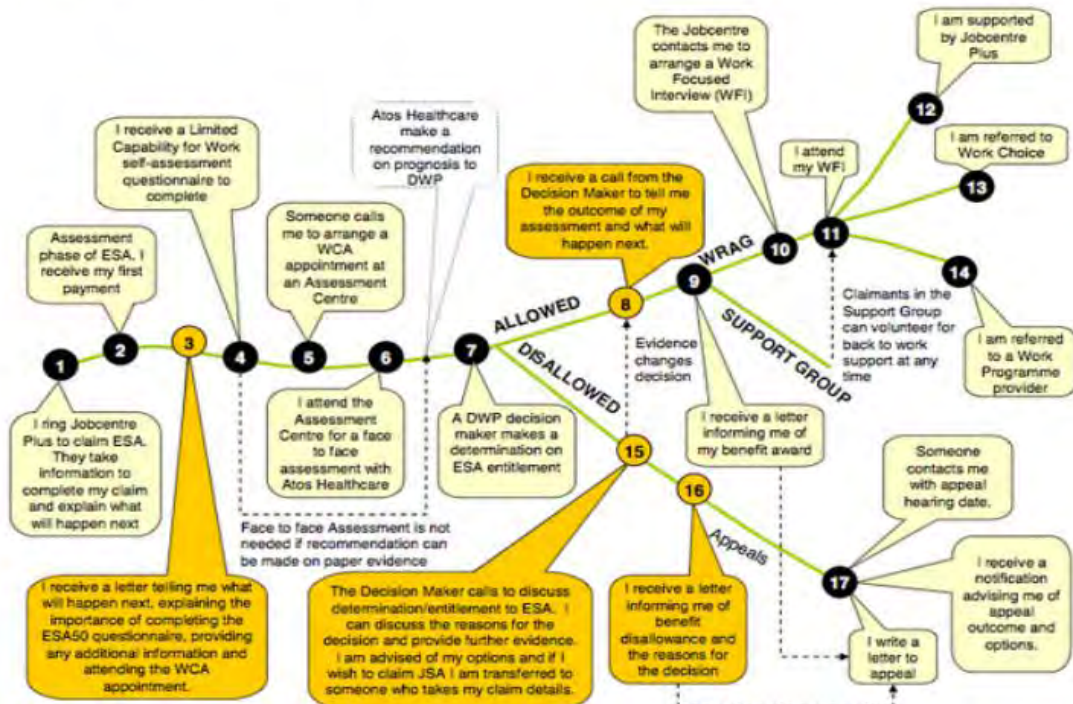 The Jobcentre
contacts me to
arrange a Work
Focused
Interview (WFI)
I am supported
by Jobcentre
Plus
12
I receive a Limited
Capability for Work
self-assessment
questionnaire to
complete
Atos Healthcare
make a
recommendation
on prognosis to
DWP
I receive a call from the
Decision Maker to tell me
the outcome of my
assessment and what will
happen next.
I attend
my WFI
I am referred to
Work Choice
13
Assessment
phase of ESA. I
receive my first
payment
Someone calls
me to arrange a
WCA
appointment at
an Assessment
Centre
WRAG
10
11
14
1
2
3
4
5
6
7
ALLOWED
8
9
SUPPORT GROUP
DISALLOWED
Evidence
changes
decision
Claimants in the
Support Group
can volunteer for
back to work
support at any
time
I am referred to
a Work
Programme
provider
I ring Jobcentre
Plus to claim ESA.
They take
information to
complete my claim
and explain what
will happen next
I attend the
Assessment
Centre for a face
to face
assessment with
Atos Healthcare
A DWP decision
maker makes a
determination on
ESA entitlement
I receive a letter
informing me of
my benefit award
15
16
Appeals
17
Someone
contacts me
with appeal
hearing date.
Face to face Assessment is not
needed if recommendation can
be made on paper evidence
I receive a letter telling me what
will happen next, explaining the
importance of completing the
ESA50 questionnaire, providing
any additional information and
attending the WCA
appointment.
The Decision Maker calls to discuss
determination/entitlement to ESA. I
can discuss the reasons for the
decision and provide further evidence.
I am advised of my options and if I
wish to claim JSA I am transferred to
someone who takes my claim details.
I receive a letter
informing me of
benefit
disallowance and
the reasons for
the decision
I write a
letter to
appeal
I receive a
notification
advising me of
appeal
outcome and
options.